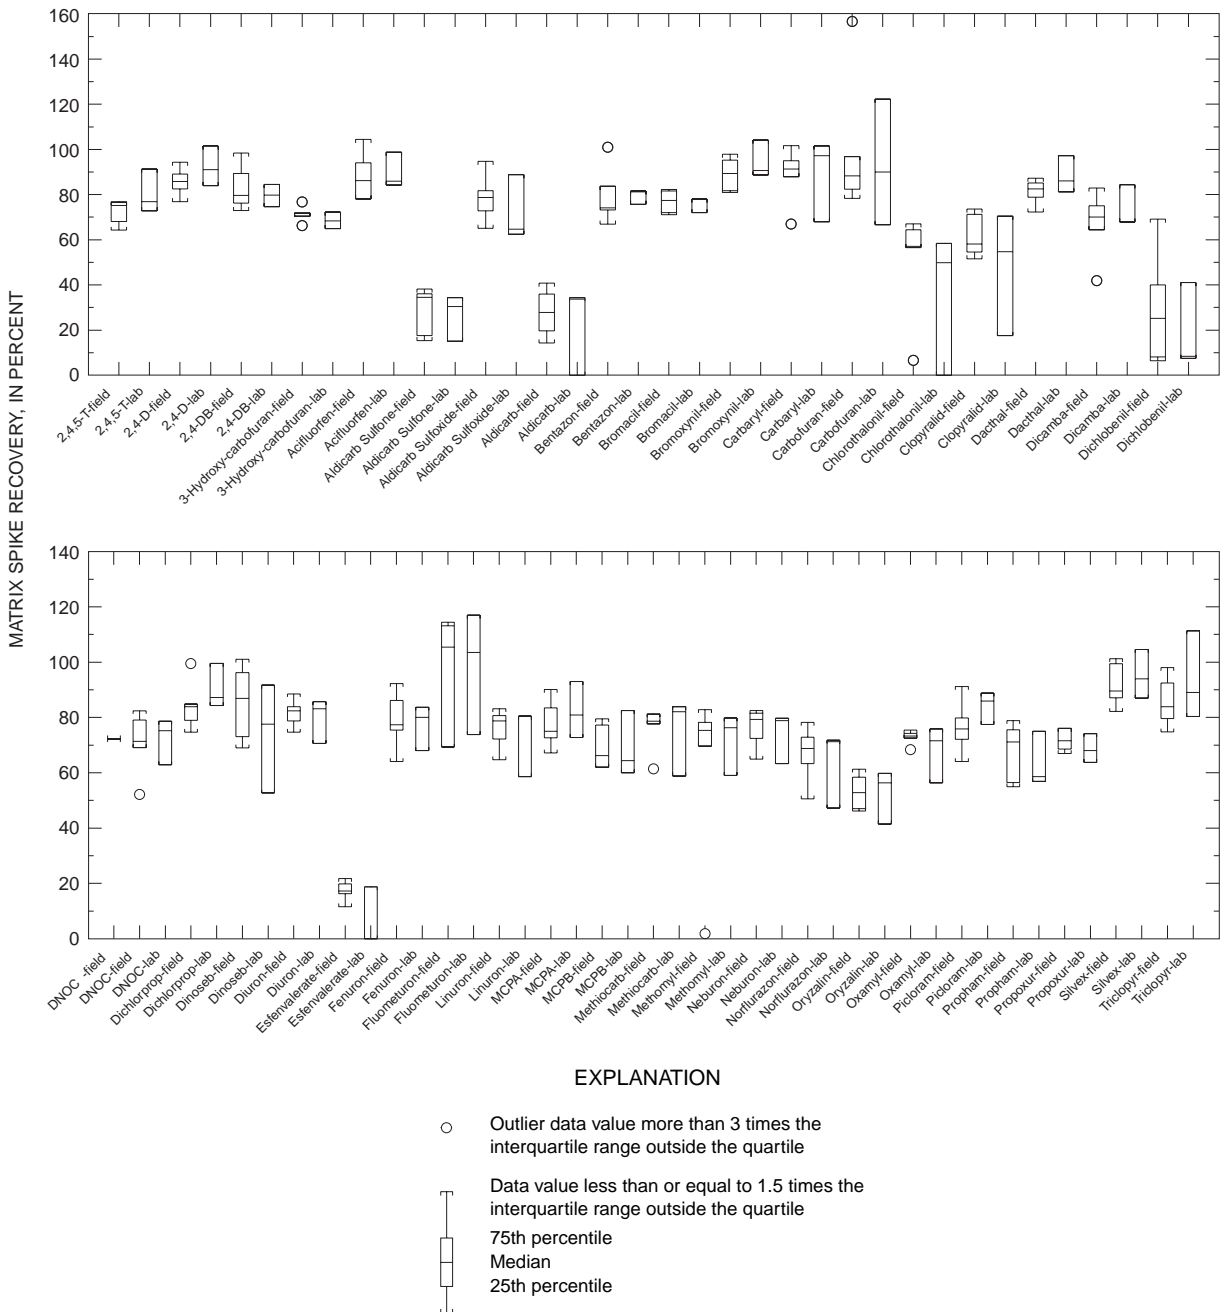 MATRIX SPIKE RECOVERY, IN PERCENT
160
140
120
100
80
60
40
20
0
2,4,5-T-field
2,4,5-T-lab
2,4-D-field
2,4-D-lab
2,4-DB-field
2,4-DB-lab
3-Hydroxy-carbofuran-field
3-Hydroxy-carbofuran-lab
Acifluorfen-field
Acifluorfen-lab
Aldicarb Sulfone-field
Aldicarb Sulfone-lab
Aldicarb Sulfoxide-field
Aldicarb Sulfoxide-lab
Aldicarb-field
Aldicarb-lab
Bentazon-field
Bentazon-lab
Bromacil-field
Bromacil-lab
Bromoxynil-field
Bromoxynil-lab
Carbaryl-field
Carbaryl-lab
Carbofuran-field
Carbofuran-lab
Chlorothalonil-field
Chlorothalonil-lab
Clopyralid-field
Clopyralid-lab
Dacthal-field
Dacthal-lab
Dicamba-field
Dicamba-lab
Dichlobenil-field
Dichlobenil-lab
140
120
100
80
60
40
20
0
DNOC -field
DNOC-field
DNOC-lab
Dichlorprop-field
Dichlorprop-lab
Dinoseb-field
Dinoseb-lab
Diuron-field
Diuron-lab
Esfenvalerate-field
Esfenvalerate-lab
Fenuron-field
Fenuron-lab
Fluometuron-field
Fluometuron-lab
Linuron-field
Linuron-lab
MCPA-field
MCPA-lab
MCPB-field
MCPB-lab
Methiocarb-field
Methiocarb-lab
Methomyl-field
Methomyl-lab
Neburon-field
Neburon-lab
Norflurazon-field
Norflurazon-lab
Oryzalin-field
Oryzalin-lab
Oxamyl-field
Oxamyl-lab
Picloram-field
Picloram-lab
Propham-field
Propham-lab
Propoxur-field
Propoxur-lab
Silvex-field
Silvex-lab
Triclopyr-field
Triclopyr-lab
EXPLANATION
Outlier data value more than 3 times the
interquartile range outside the quartile
Data value less than or equal to 1.5 times the
interquartile range outside the quartile
75th percentile
Median
25th percentile